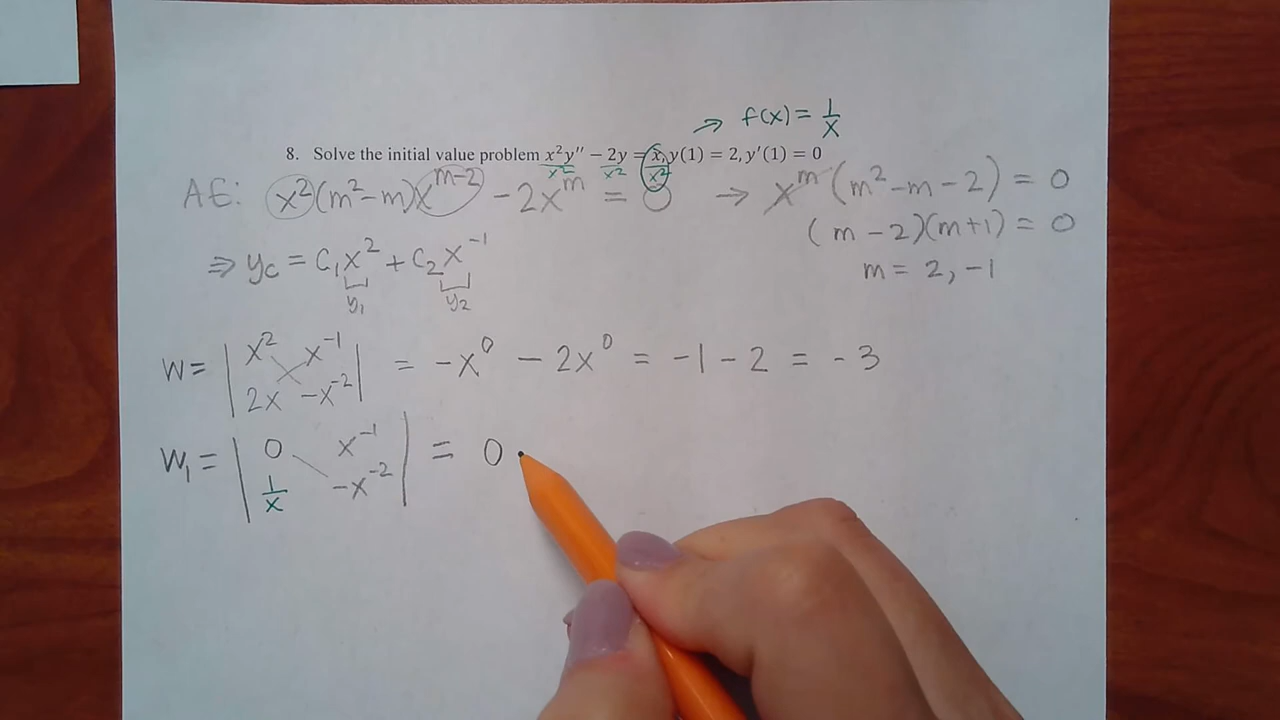 → f(x) = 1/x
8. Solve the initial value problem x²y″ − 2y = x, y(1) = 2, y′(1) = 0
x² x² x²
AE: x²(m²-m)x^(m-2) - 2x^m = 0 → x^m(m²-m-2) = 0
(m-2)(m+1) = 0
⇒ y_c = c₁x² + c₂x⁻¹
m = 2, -1
y₁ y₂
W = | x² x⁻¹ | = -x⁰ - 2x⁰ = -1 - 2 = -3
2x -x⁻²
W₁ = | 0 x⁻¹ | = 0
1/x -x⁻²